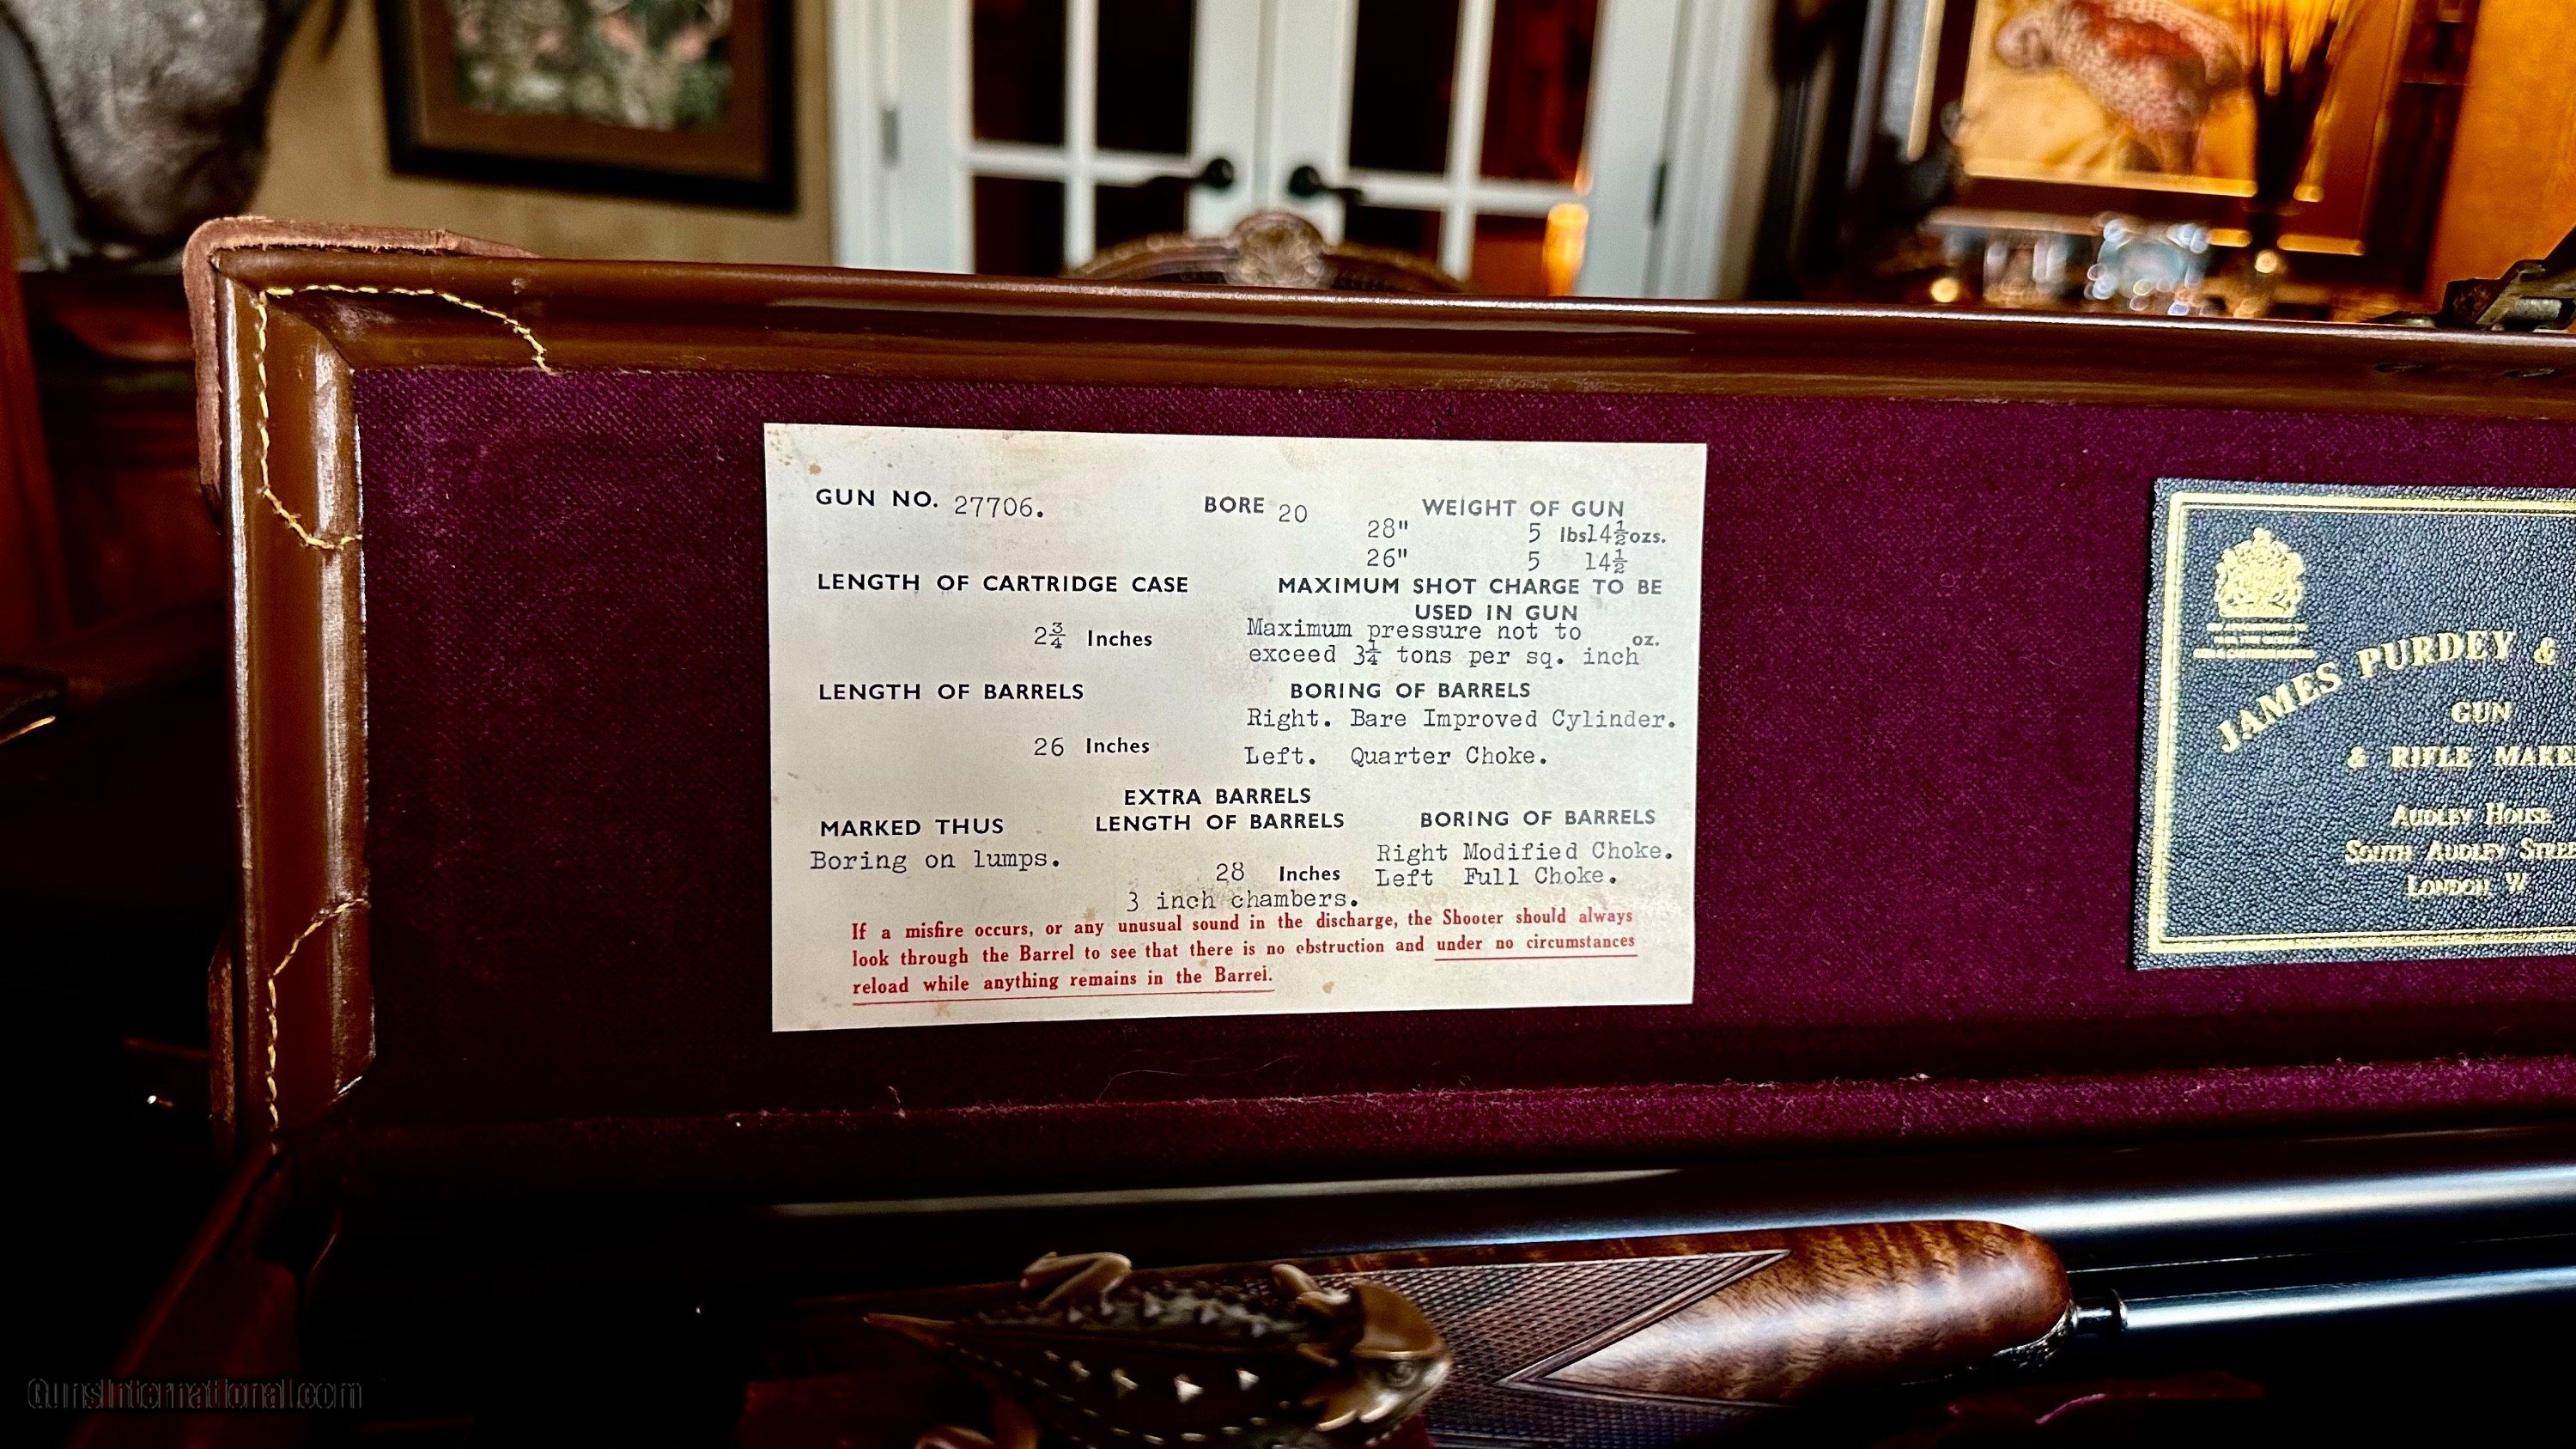 GUN NO. 27706.
BORE 20
WEIGHT OF GUN
28" 5 lbs14½ozs.
26" 5 14½
LENGTH OF CARTRIDGE CASE
2¾ Inches
MAXIMUM SHOT CHARGE TO BE
USED IN GUN
Maximum pressure not to oz.
exceed 3¼ tons per sq. inch
LENGTH OF BARRELS
26 Inches
BORING OF BARRELS
Right. Bare Improved Cylinder.
Left. Quarter Choke.
EXTRA BARRELS
MARKED THUS
Boring on lumps.
LENGTH OF BARRELS
28 Inches
3 inch chambers.
BORING OF BARRELS
Right Modified Choke.
Left Full Choke.
If a misfire occurs, or any unusual sound in the discharge, the Shooter should always
look through the Barrel to see that there is no obstruction and under no circumstances
reload while anything remains in the Barrel.
JAMES PURDEY &
GUN
& RIFLE MAKE
AUDLEY HOUSE
SOUTH AUDLEY STREE
LONDON W
GunsInternational.com